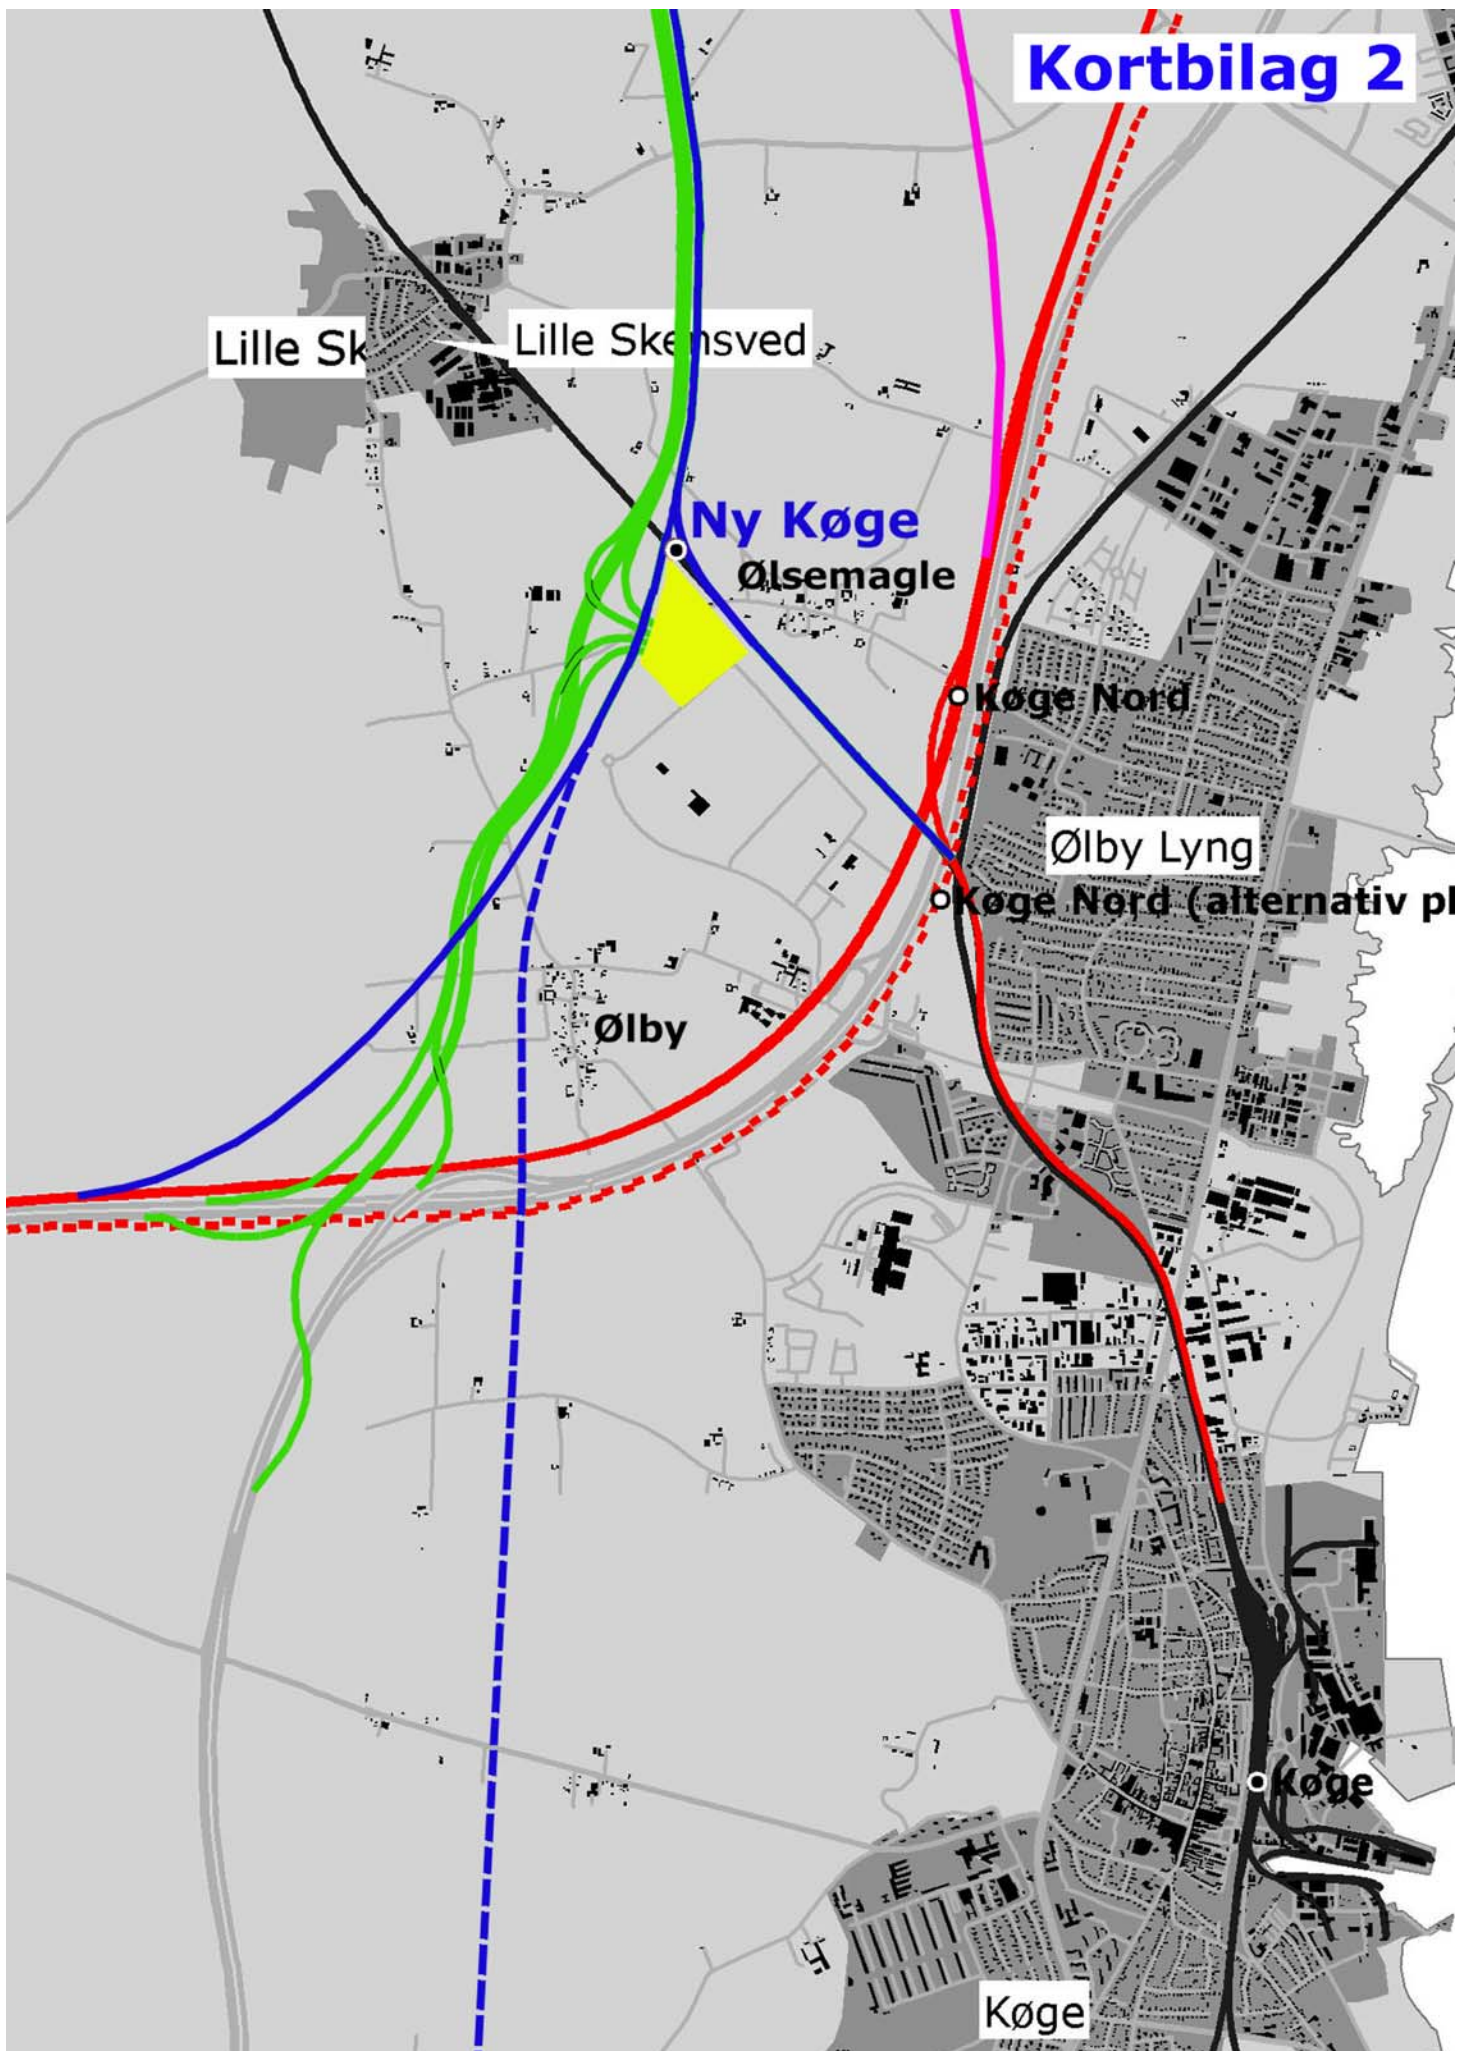 Kortbilag 2
Lille Sk
Lille Skensved
Ny Køge
Ølsemagle
Køge Nord
Ølby Lyng
Køge Nord (alternativ pl
Ølby
Køge
Køge